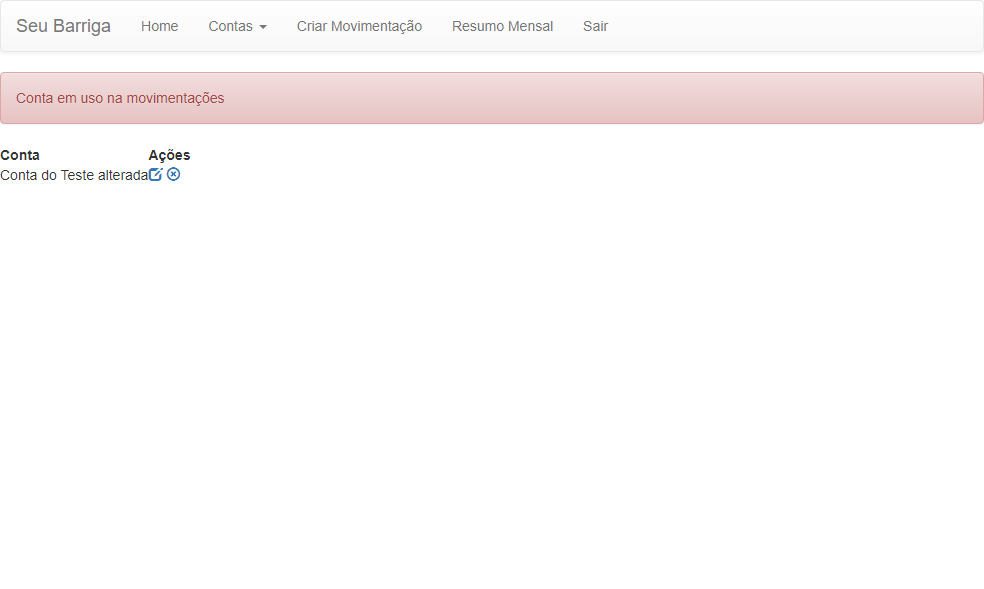 Seu Barriga Home Contas Criar Movimentação Resumo Mensal Sair
Conta em uso na movimentações
Conta Ações
Conta do Teste alterada